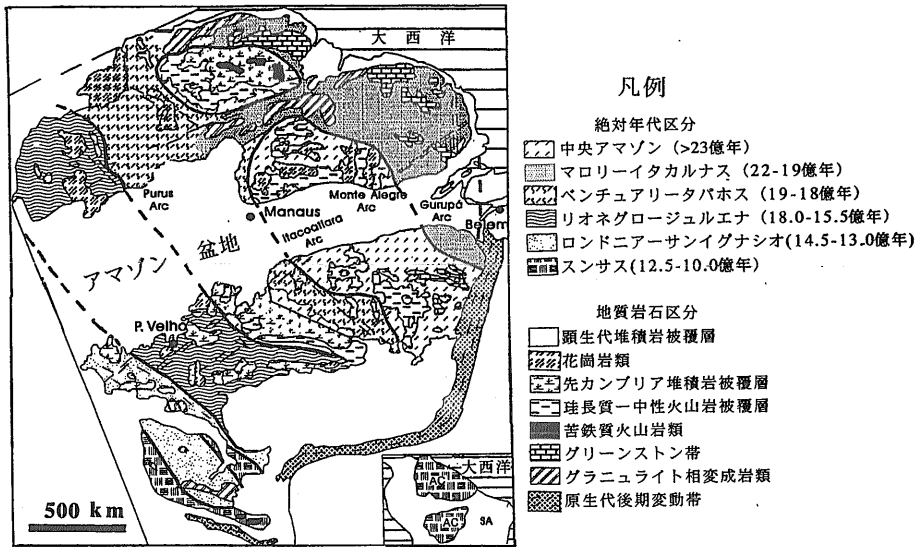 大西洋
Purus
Arc
Manaus
Itacoatiara
Arc
Monte Alegre
Arc
Gurupá
Arc
Belem
アマゾン 盆地
P. Velho
500 km
大西洋
AC
AC
SA
凡例
絶対年代区分
中央アマゾン (>23億年)
マロリーイタカルナス (22-19億年)
ベンチュアリータパホス (19-18億年)
リオネグロージュルエナ (18.0-15.5億年)
ロンドニアーサンイグナシオ(14.5-13.0億年)
スンサス(12.5-10.0億年)
地質岩石区分
顕生代堆積岩被覆層
花崗岩類
先カンブリア堆積岩被覆層
珪長質ー中性火山岩被覆層
苦鉄質火山岩類
グリーンストン帯
グラニュライト相変成岩類
原生代後期変動帯